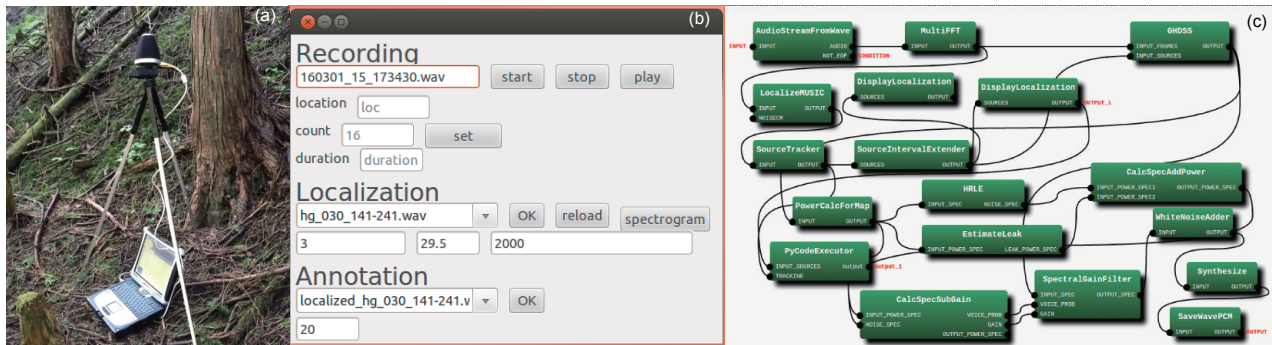 (a)
(b)
Recording
160301_15_173430.wav start stop play
location loc
count 16 set
duration duration
Localization
hg_030_141-241.wav OK reload spectrogram
3 29.5 2000
Annotation
localized_hg_030_141-241.v OK
20
(c)
AudioStreamFromWave
INPUT INPUT AUDIO
NOT_EOF CONDITION
MultiFFT
INPUT OUTPUT
GHDSS
INPUT_FRAMES OUTPUT
INPUT_SOURCES
LocalizeMUSIC
INPUT OUTPUT
NOISECM
DisplayLocalization
SOURCES OUTPUT
DisplayLocalization
SOURCES OUTPUT OUTPUT_1
SourceTracker
INPUT OUTPUT
SourceIntervalExtender
SOURCES OUTPUT
CalcSpecAddPower
INPUT_POWER_SPEC1 OUTPUT_POWER_SPEC
INPUT_POWER_SPEC2
HRLE
INPUT_SPEC NOISE_SPEC
PowerCalcForMap
INPUT OUTPUT
WhiteNoiseAdder
INPUT OUTPUT
EstimateLeak
INPUT_POWER_SPEC LEAK_POWER_SPEC
PyCodeExecutor
INPUT_SOURCES output Output_1
TRACKING
SpectralGainFilter
INPUT_SPEC OUTPUT_SPEC
VOICE_PROB
GAIN
Synthesize
INPUT OUTPUT
CalcSpecSubGain
INPUT_POWER_SPEC VOICE_PROB
NOISE_SPEC GAIN
OUTPUT_POWER_SPEC
SaveWavePCM
INPUT OUTPUT OUTPUT